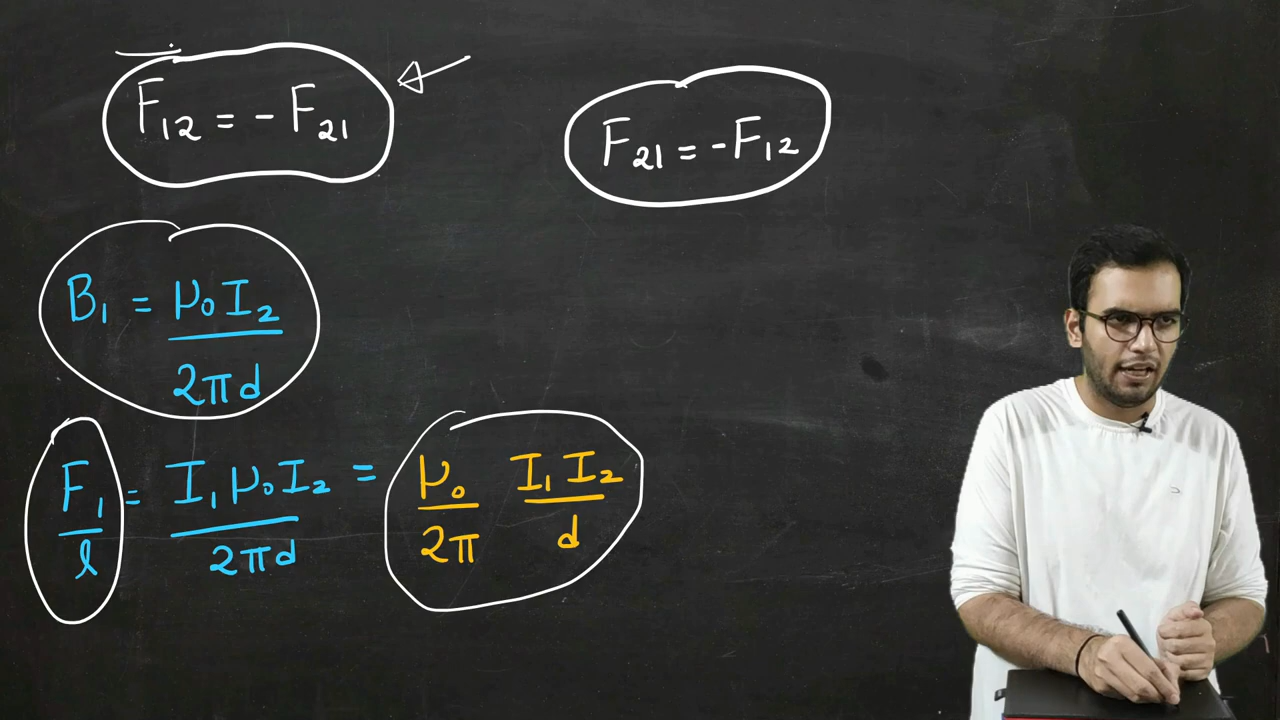 F₁₂ = - F₂₁
F₂₁ = -F₁₂
B₁ = μ₀I₂ / 2πd
F₁ / l = I₁μ₀I₂ / 2πd = μ₀ / 2π I₁I₂ / d